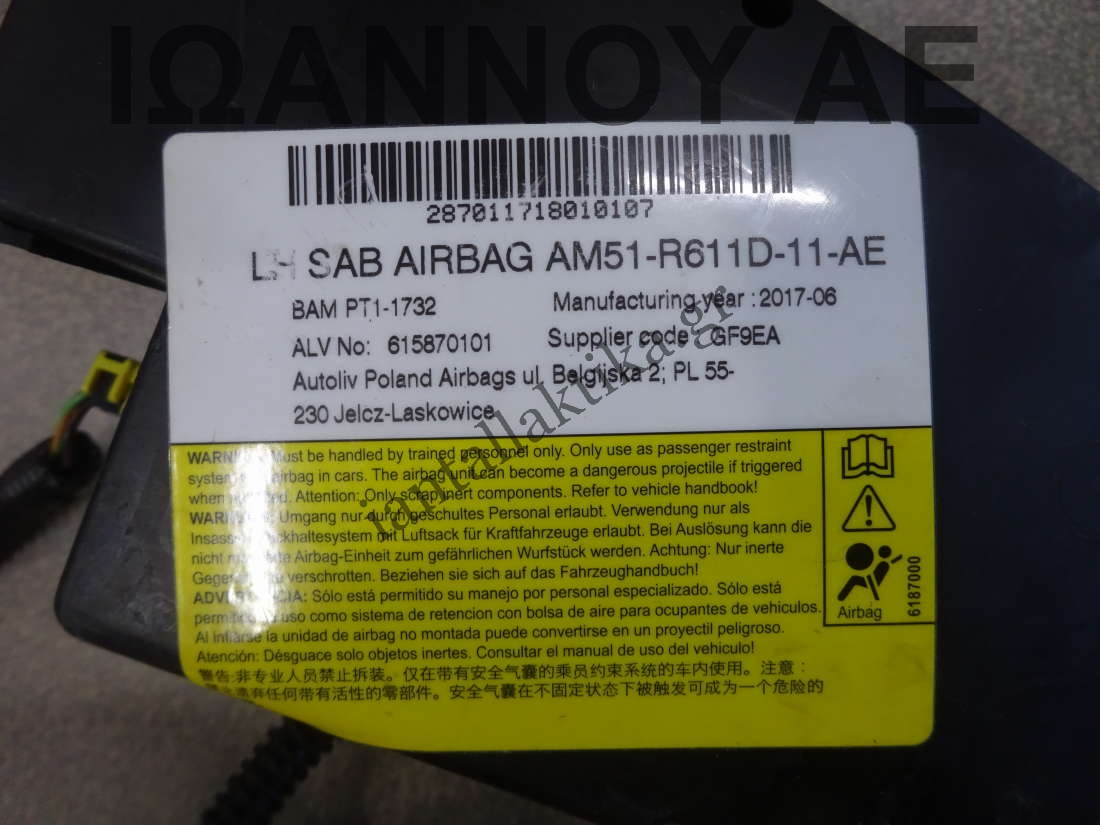 ΙΩΑΝΝΟΥ ΑΕ
287011718010107
LH SAB AIRBAG AM51-R611D-11-AE
BAM PT1-1732 Manufacturing year : 2017-06
ALV No: 615870101 Supplier code : GF9EA
Autoliv Poland Airbags ul. Belgijska 2; PL 55-
230 Jelcz-Laskowice
iantallaktika.gr
Must be handled by trained personnel only. Only use as passenger restraint
airbag in cars. The airbag unit can become a dangerous projectile if triggered
when Attention: Only scrap inert components. Refer to vehicle handbook!
WARNUNG: Umgang nur durch geschultes Personal erlaubt. Verwendung nur als
mit Luftsack für Kraftfahrzeuge erlaubt. Bei Auslösung kann die
nicht Airbag-Einheit zum gefährlichen Wurfstück werden. Achtung: Nur inerte
verschrotten. Beziehen sie sich auf das Fahrzeughandbuch!
Sólo está permitido su manejo por personal especializado. Sólo está
uso como sistema de retencion con bolsa de aire para ocupantes de vehiculos.
Al inflarse la unidad de airbag no montada puede convertirse en un proyectil peligroso.
Atención: Désguace solo objetos inertes. Consultar el manual de uso del vehiculo!
警告:非专业人员禁止拆装。仅在带有安全气囊的乘员约束系统的车内使用。注意:
任何带有活性的零部件。安全气囊在不固定状态下被触发可成为一个危险的
Airbag
6187000